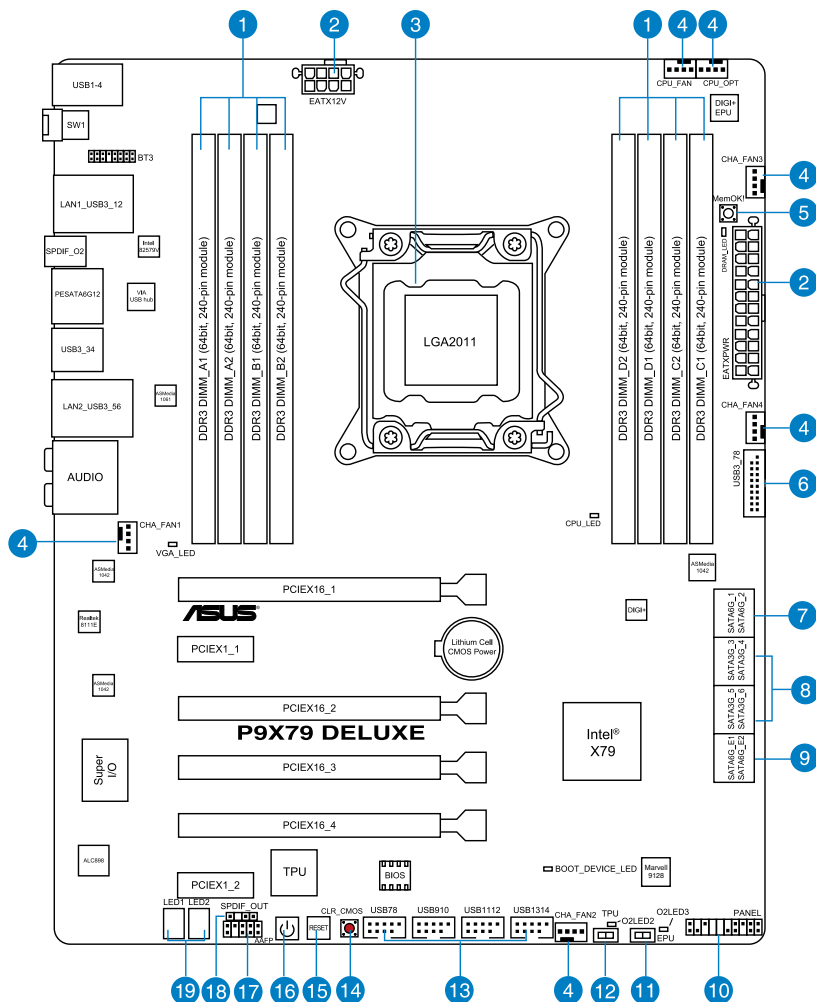 1
2
3
1
4
4
USB1-4
EATX12V
CPU_FAN
CPU_OPT
DIGI+
EPU
SW1
BT3
CHA_FAN3
4
LAN1_USB3_12
MemOK!
5
SPDIF_O2
Intel
82579V
DRAM_LED
PESATA6G12
VIA
USB hub
2
USB3_34
EATXPWR
LAN2_USB3_56
ASMedia
1061
DDR3 DIMM_A1 (64bit, 240-pin module)
DDR3 DIMM_A2 (64bit, 240-pin module)
DDR3 DIMM_B1 (64bit, 240-pin module)
DDR3 DIMM_B2 (64bit, 240-pin module)
LGA2011
DDR3 DIMM_D2 (64bit, 240-pin module)
DDR3 DIMM_D1 (64bit, 240-pin module)
DDR3 DIMM_C2 (64bit, 240-pin module)
DDR3 DIMM_C1 (64bit, 240-pin module)
CHA_FAN4
4
AUDIO
USB3_78
6
4
CHA_FAN1
VGA_LED
CPU_LED
ASMedia
1042
ASMedia
1042
PCIEX16_1
ASUS®
Realtek
8111E
DIGI+
SATA6G_1
SATA6G_2
7
PCIEX1_1
Lithium Cell
CMOS Power
SATA3G_3
SATA3G_4
8
ASMedia
1042
PCIEX16_2
P9X79 DELUXE
SATA3G_5
SATA3G_6
Intel®
X79
Super
I/O
PCIEX16_3
SATA6G_E1
SATA6G_E2
9
PCIEX16_4
ALC898
TPU
BIOS
BOOT_DEVICE_LED
Marvell
9128
PCIEX1_2
LED1
LED2
SPDIF_OUT
AAFP
RESET
CLR_CMOS
USB78
USB910
USB1112
USB1314
CHA_FAN2
TPU
O2LED2
O2LED3
EPU
PANEL
19
18
17
16
15
14
13
4
12
11
10